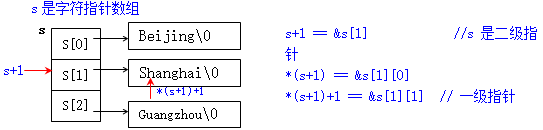 s 是字符指针数组
s
S[0]
Beijing\0
s+1
S[1]
Shanghai\0
*(s+1)+1
S[2]
Guangzhou\0
s+1 == &s[1] //s 是二级指
针
*(s+1) == &s[1][0]
*(s+1)+1 == &s[1][1] // 一级指针